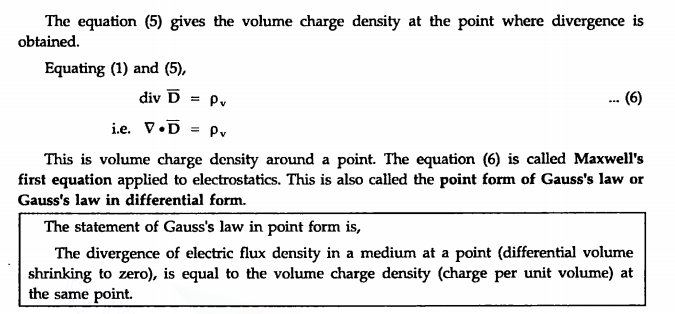 The equation (5) gives the volume charge density at the point where divergence is
obtained.
Equating (1) and (5),
div D̅ = ρᵥ ... (6)
i.e. ∇•D̅ = ρᵥ
This is volume charge density around a point. The equation (6) is called Maxwell's
first equation applied to electrostatics. This is also called the point form of Gauss's law or
Gauss's law in differential form.
The statement of Gauss's law in point form is,
The divergence of electric flux density in a medium at a point (differential volume
shrinking to zero), is equal to the volume charge density (charge per unit volume) at
the same point.